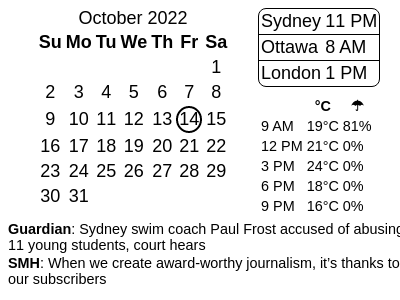 October 2022
Su Mo Tu We Th Fr Sa
1
2 3 4 5 6 7 8
9 10 11 12 13 14 15
16 17 18 19 20 21 22
23 24 25 26 27 28 29
30 31
Sydney 11 PM
Ottawa 8 AM
London 1 PM
°C ☂
9 AM 19°C 81%
12 PM 21°C 0%
3 PM 24°C 0%
6 PM 18°C 0%
9 PM 16°C 0%
Guardian: Sydney swim coach Paul Frost accused of abusing
11 young students, court hears
SMH: When we create award-worthy journalism, it’s thanks to
our subscribers